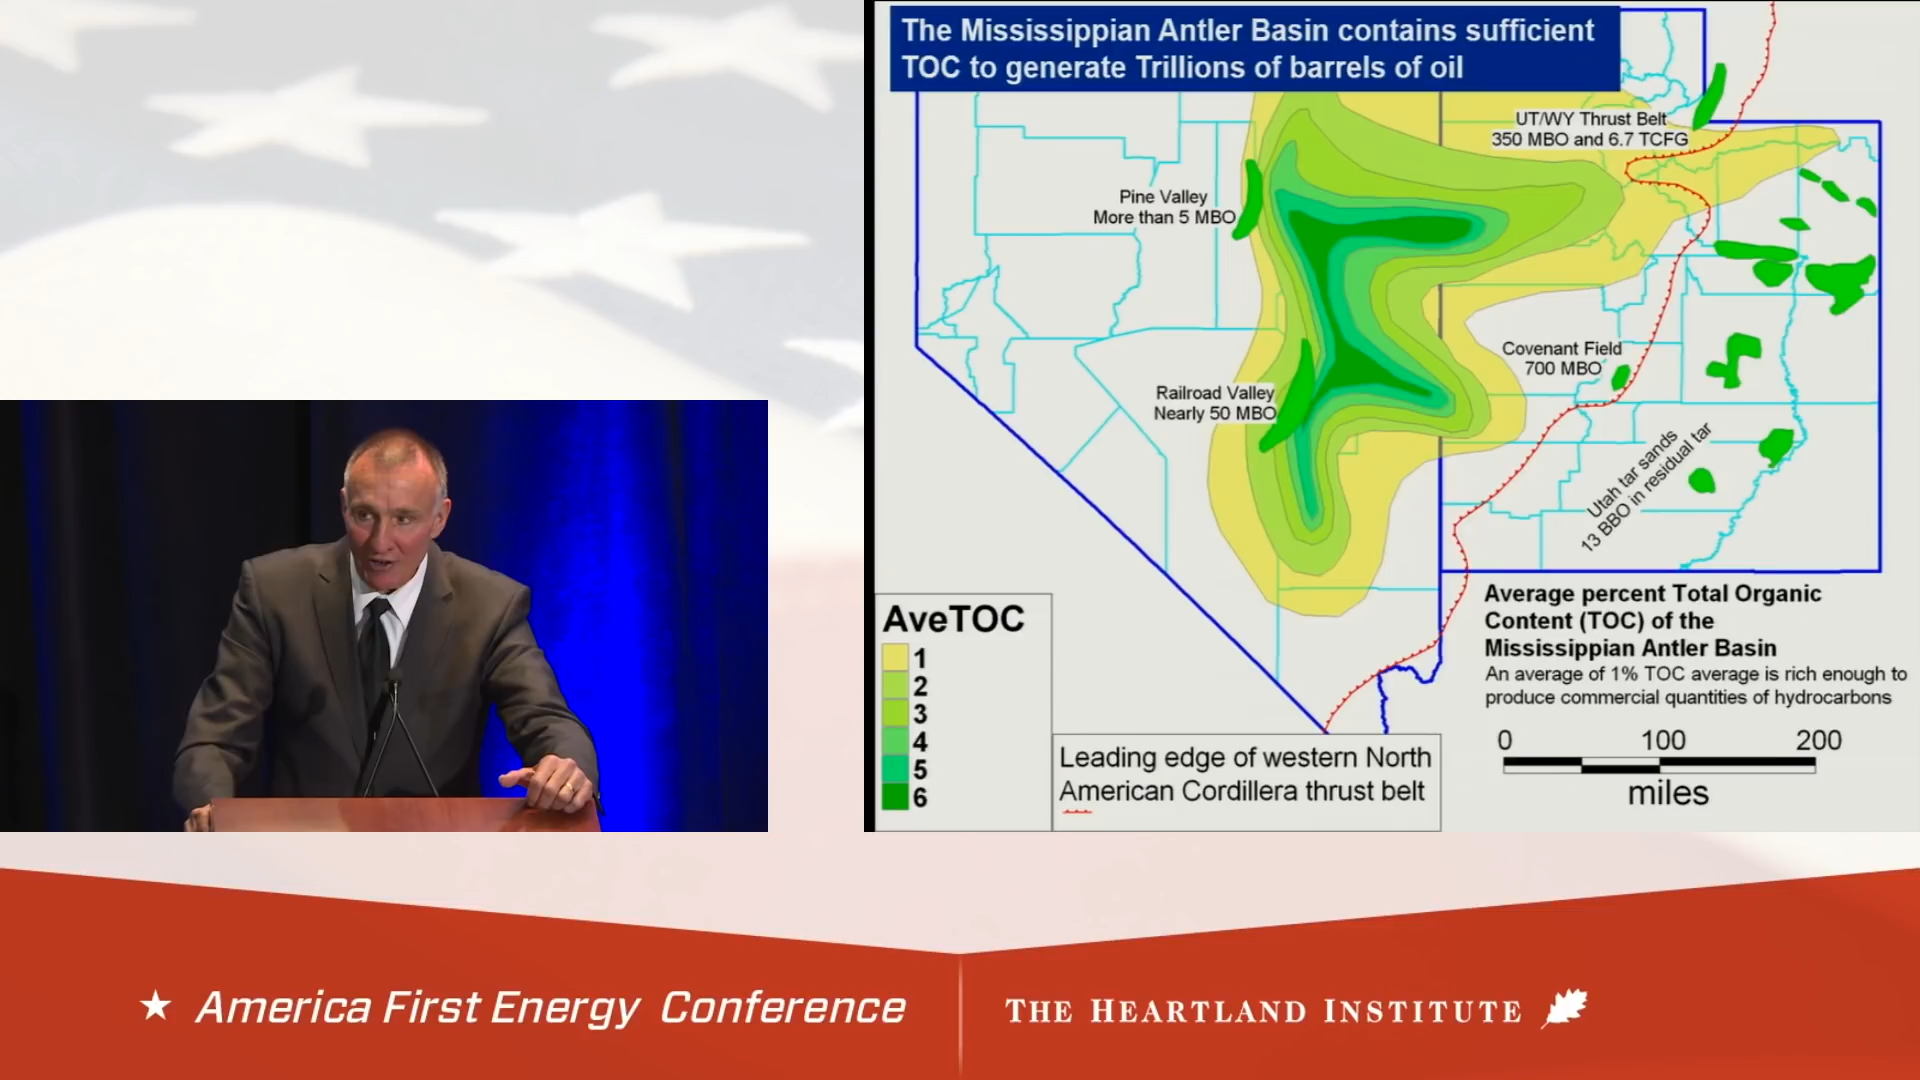 The Mississippian Antler Basin contains sufficient
TOC to generate Trillions of barrels of oil
UT/WY Thrust Belt
350 MBO and 6.7 TCFG
Pine Valley
More than 5 MBO
Covenant Field
700 MBO
Railroad Valley
Nearly 50 MBO
Utah tar sands
13 BBO in residual tar
AveTOC
1
2
3
4
5
6
Average percent Total Organic
Content (TOC) of the
Mississippian Antler Basin
An average of 1% TOC average is rich enough to
produce commercial quantities of hydrocarbons
0 100 200
miles
Leading edge of western North
American Cordillera thrust belt
America First Energy Conference
THE HEARTLAND INSTITUTE